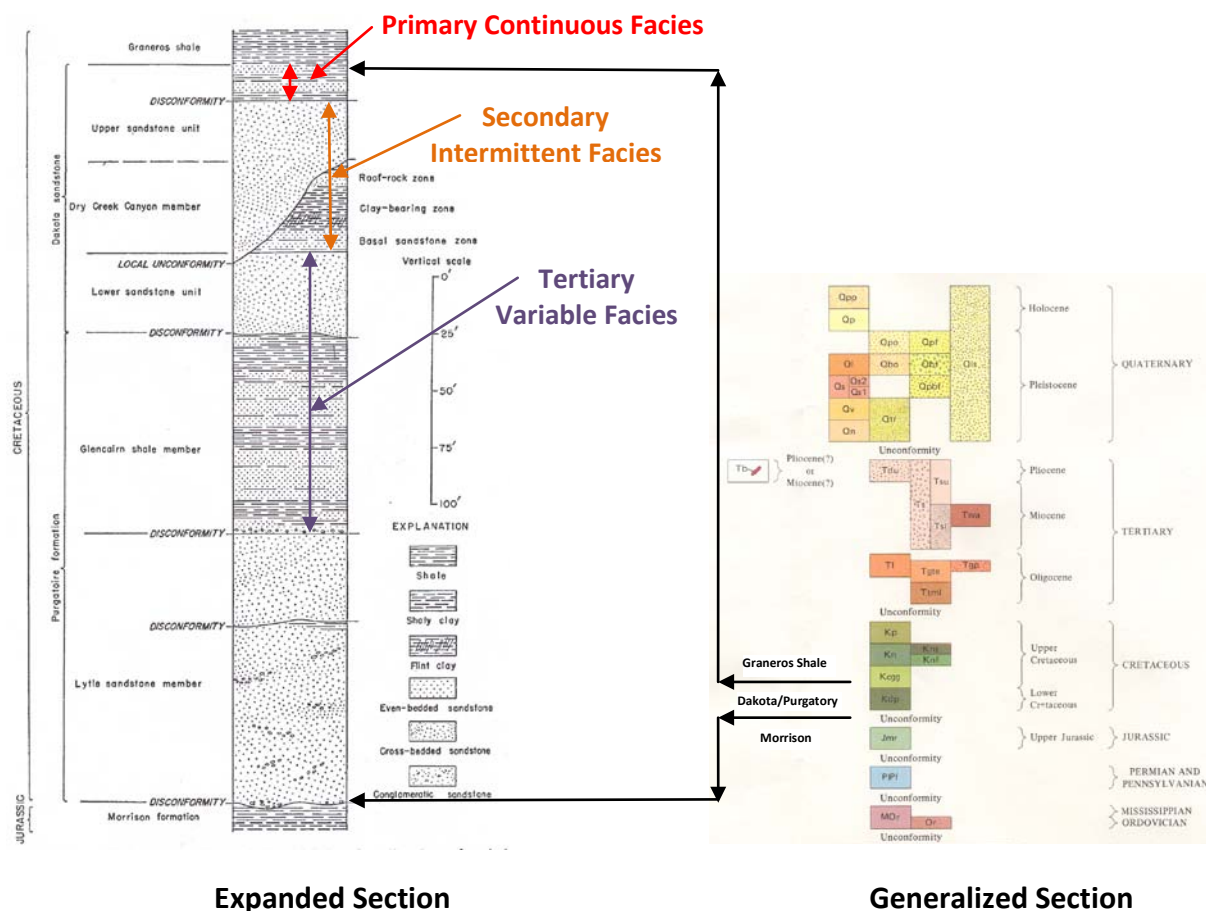 Primary Continuous Facies
Graneros shale
DISCONFORMITY
Upper sandstone unit
Secondary
Intermittent Facies
Dakota sandstone
Roof-rock zone
Dry Creek Canyon member
Clay-bearing zone
Basal sandstone zone
LOCAL UNCONFORMITY
Vertical scale
0'
Lower sandstone unit
Tertiary
Variable Facies
DISCONFORMITY
25'
50'
CRETACEOUS
Glencairn shale member
75'
100'
DISCONFORMITY
EXPLANATION
Purgatoire formation
Shale
Shaly clay
DISCONFORMITY
Flint clay
Lytle sandstone member
Even-bedded sandstone
Cross-bedded sandstone
Conglomeratic sandstone
DISCONFORMITY
JURASSIC
Morrison formation
Expanded Section
Qpo
Holocene
Qp
Qpo
Qpf
QUATERNARY
Ql
Qbo
Qbf
Qls
Pleistocene
Qs
Qs2
Qs1
Qpbf
Qv
Qn
Unconformity
Tb
Pliocene(?)
or
Miocene(?)
Tsu
Pliocene
Tsl
Miocene
TERTIARY
Tl
Tgp
Oligocene
Unconformity
Kp
Upper
Cretaceous
Kn
CRETACEOUS
Graneros Shale
Kcgg
Dakota/Purgatory
Kdp
Lower
Cretaceous
Unconformity
Morrison
Jmr
Upper Jurassic
JURASSIC
Unconformity
PERMIAN AND
PENNSYLVANIAN
Unconformity
MOr
Or
MISSISSIPPIAN
ORDOVICIAN
Unconformity
Generalized Section